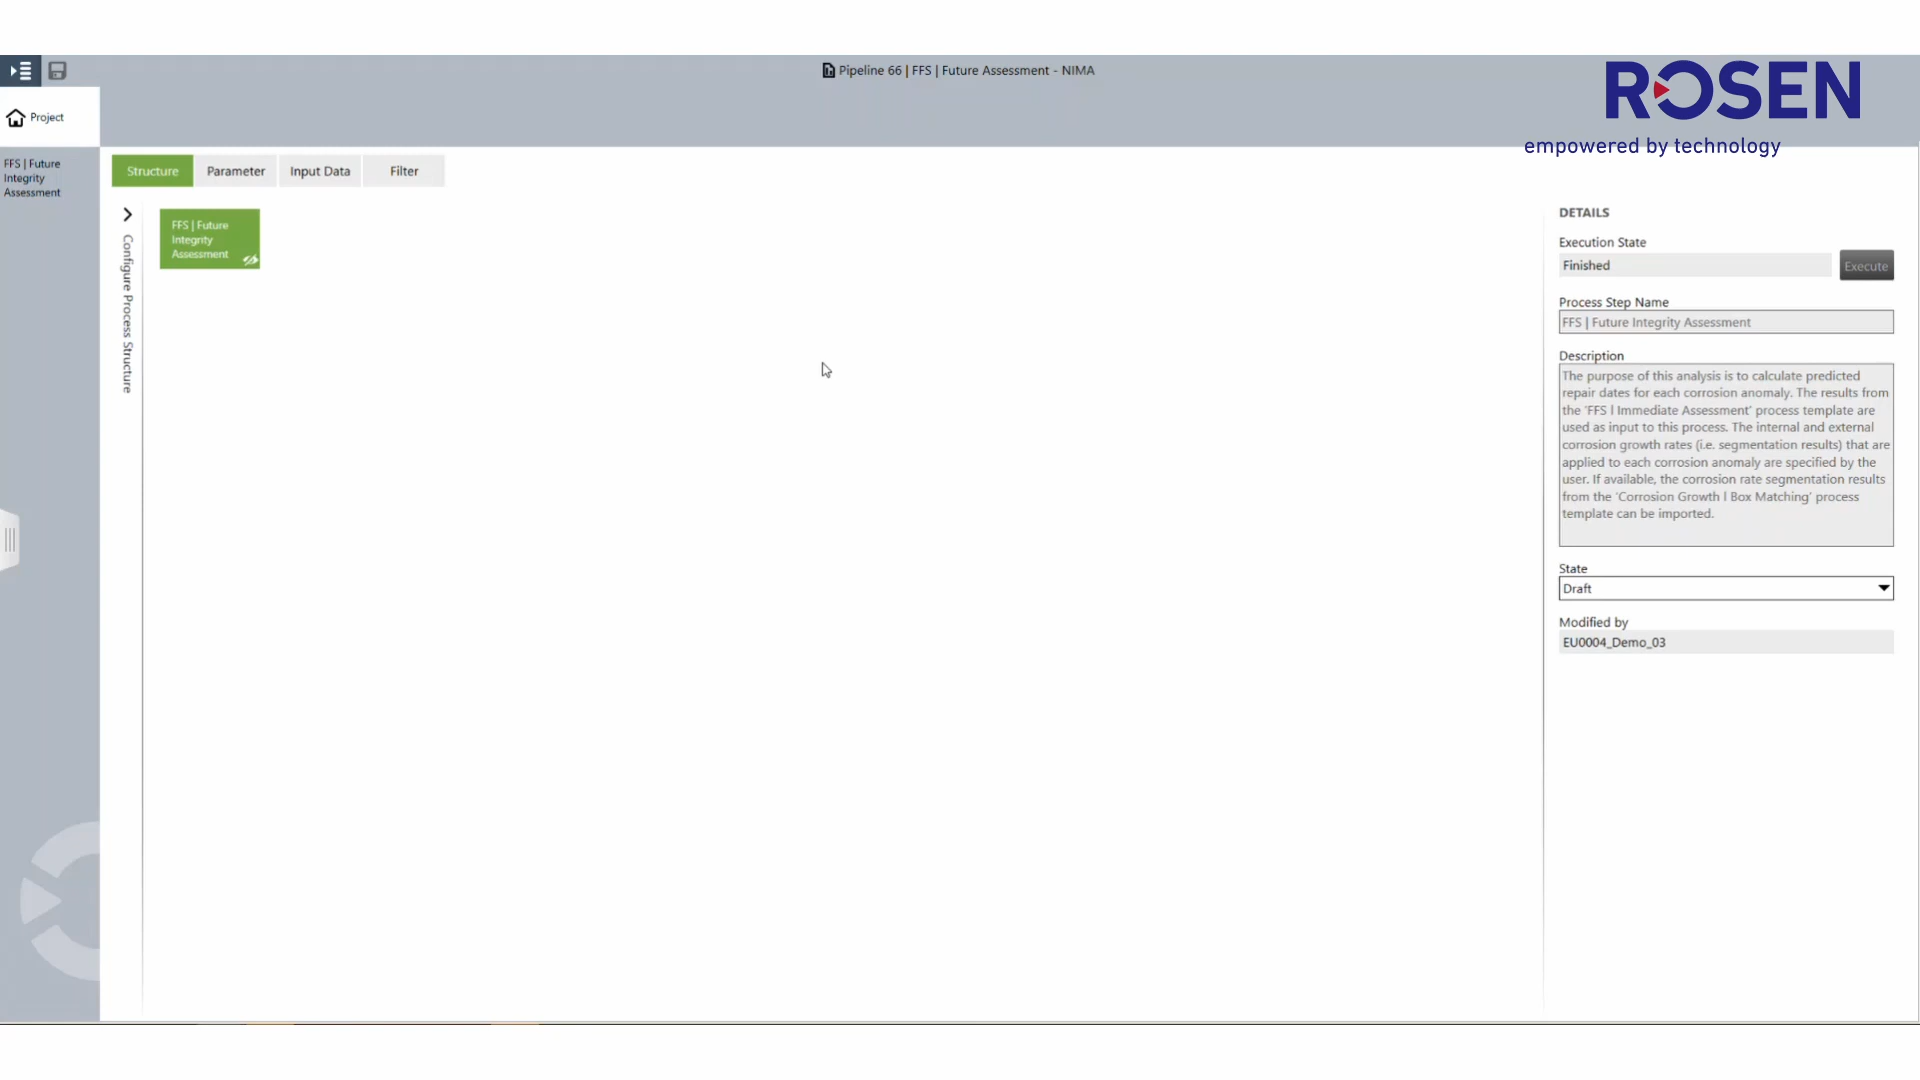 Pipeline 66 | FFS | Future Assessment - NIMA
ROSEN
empowered by technology
Project
FFS | Future
Integrity
Assessment
Structure
Parameter
Input Data
Filter
Configure Process Structure
FFS | Future
Integrity
Assessment
DETAILS
Execution State
Finished
Execute
Process Step Name
FFS | Future Integrity Assessment
Description
The purpose of this analysis is to calculate predicted
repair dates for each corrosion anomaly. The results from
the 'FFS l Immediate Assessment' process template are
used as input to this process. The internal and external
corrosion growth rates (i.e. segmentation results) that are
applied to each corrosion anomaly are specified by the
user. If available, the corrosion rate segmentation results
from the 'Corrosion Growth l Box Matching' process
template can be imported.
State
Draft
Modified by
EU0004_Demo_03